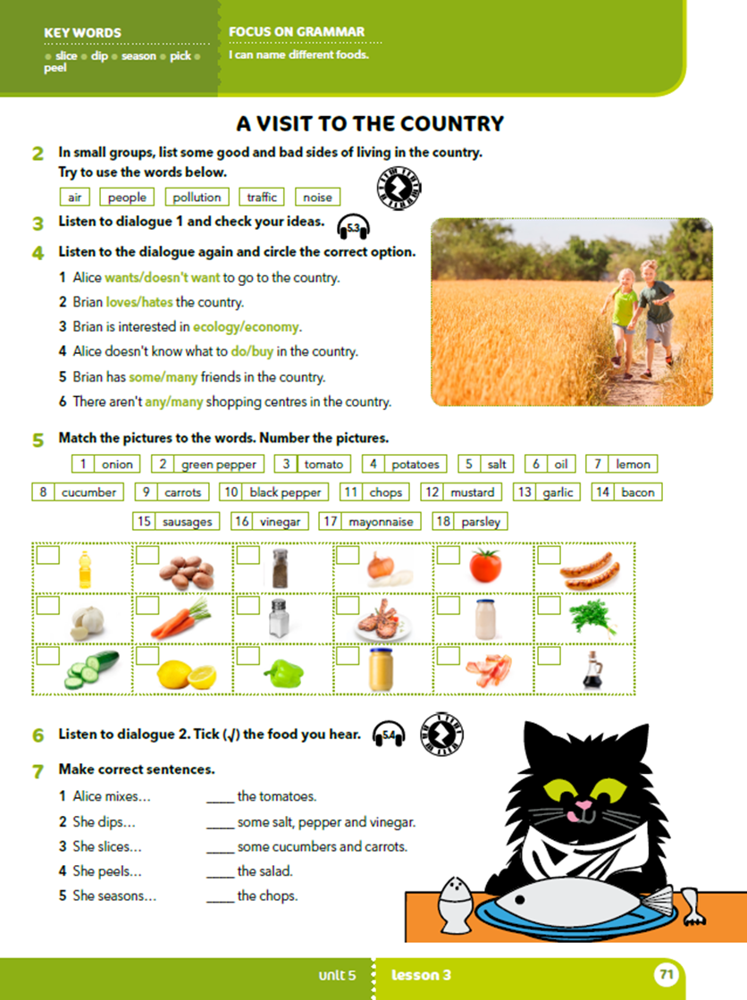 KEY WORDS
● slice ● dip ● season ● pick ●
peel
FOCUS ON GRAMMAR
I can name different foods.
A VISIT TO THE COUNTRY
2 In small groups, list some good and bad sides of living in the country.
Try to use the words below.
air people pollution traffic noise
3 Listen to dialogue 1 and check your ideas. 5.3
4 Listen to the dialogue again and circle the correct option.
1 Alice wants/doesn't want to go to the country.
2 Brian loves/hates the country.
3 Brian is interested in ecology/economy.
4 Alice doesn't know what to do/buy in the country.
5 Brian has some/many friends in the country.
6 There aren't any/many shopping centres in the country.
5 Match the pictures to the words. Number the pictures.
1 onion 2 green pepper 3 tomato 4 potatoes 5 salt 6 oil 7 lemon
8 cucumber 9 carrots 10 black pepper 11 chops 12 mustard 13 garlic 14 bacon
15 sausages 16 vinegar 17 mayonnaise 18 parsley
6 Listen to dialogue 2. Tick (√) the food you hear. 5.4
7 Make correct sentences.
1 Alice mixes... ____ the tomatoes.
2 She dips... ____ some salt, pepper and vinegar.
3 She slices... ____ some cucumbers and carrots.
4 She peels... ____ the salad.
5 She seasons... ____ the chops.
unit 5 lesson 3 71